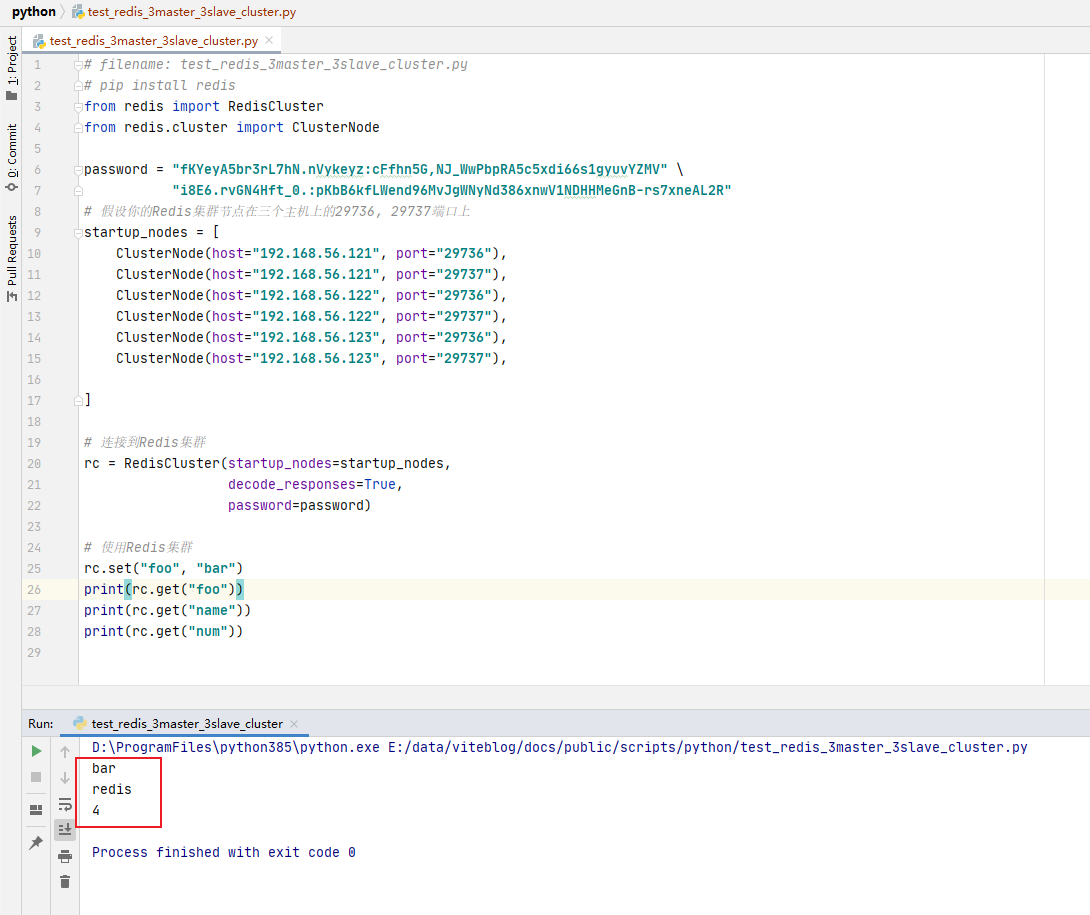 python
test_redis_3master_3slave_cluster.py
test_redis_3master_3slave_cluster.py
1: Project
0: Commit
Pull Requests
1 # filename: test_redis_3master_3slave_cluster.py
2 # pip install redis
3 from redis import RedisCluster
4 from redis.cluster import ClusterNode
5
6 password = "fKYeyA5br3rL7hN.nVykeyz:cFfhn5G,NJ_WwPbpRA5c5xdi66s1gyuvYZMV" \
7 "i8E6.rvGN4Hft_0.:pKbB6kfLWend96MvJgWNyNd386xnwV1NDHHMeGnB-rs7xneAL2R"
8 # 假设你的Redis集群节点在三个主机上的29736, 29737端口上
9 startup_nodes = [
10 ClusterNode(host="192.168.56.121", port="29736"),
11 ClusterNode(host="192.168.56.121", port="29737"),
12 ClusterNode(host="192.168.56.122", port="29736"),
13 ClusterNode(host="192.168.56.122", port="29737"),
14 ClusterNode(host="192.168.56.123", port="29736"),
15 ClusterNode(host="192.168.56.123", port="29737"),
16
17 ]
18
19 # 连接到Redis集群
20 rc = RedisCluster(startup_nodes=startup_nodes,
21 decode_responses=True,
22 password=password)
23
24 # 使用Redis集群
25 rc.set("foo", "bar")
26 print(rc.get("foo"))
27 print(rc.get("name"))
28 print(rc.get("num"))
29
Run: test_redis_3master_3slave_cluster
D:\ProgramFiles\python385\python.exe E:/data/viteblog/docs/public/scripts/python/test_redis_3master_3slave_cluster.py
bar
redis
4
Process finished with exit code 0